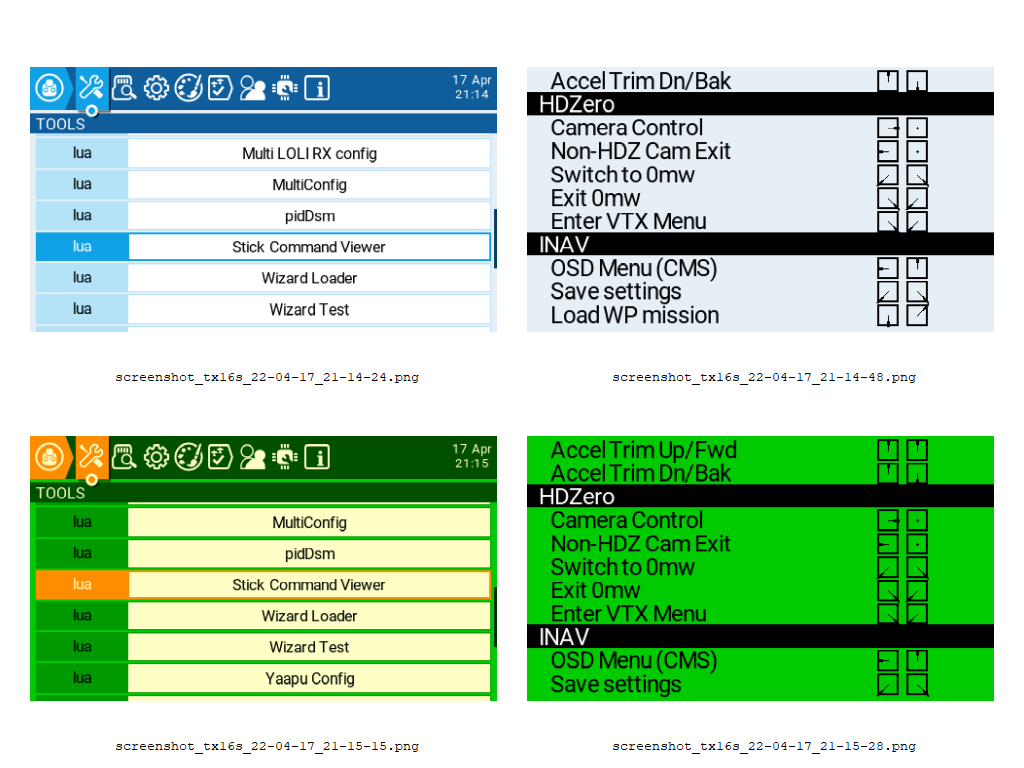 17 Apr
21:14
TOOLS
lua Multi LOLI RX config
lua MultiConfig
lua pidDsm
lua Stick Command Viewer
lua Wizard Loader
lua Wizard Test
screenshot_tx16s_22-04-17_21-14-24.png
Accel Trim Dn/Bak
HDZero
Camera Control
Non-HDZ Cam Exit
Switch to 0mw
Exit 0mw
Enter VTX Menu
INAV
OSD Menu (CMS)
Save settings
Load WP mission
screenshot_tx16s_22-04-17_21-14-48.png
17 Apr
21:15
TOOLS
lua MultiConfig
lua pidDsm
lua Stick Command Viewer
lua Wizard Loader
lua Wizard Test
lua Yaapu Config
screenshot_tx16s_22-04-17_21-15-15.png
Accel Trim Up/Fwd
Accel Trim Dn/Bak
HDZero
Camera Control
Non-HDZ Cam Exit
Switch to 0mw
Exit 0mw
Enter VTX Menu
INAV
OSD Menu (CMS)
Save settings
screenshot_tx16s_22-04-17_21-15-28.png